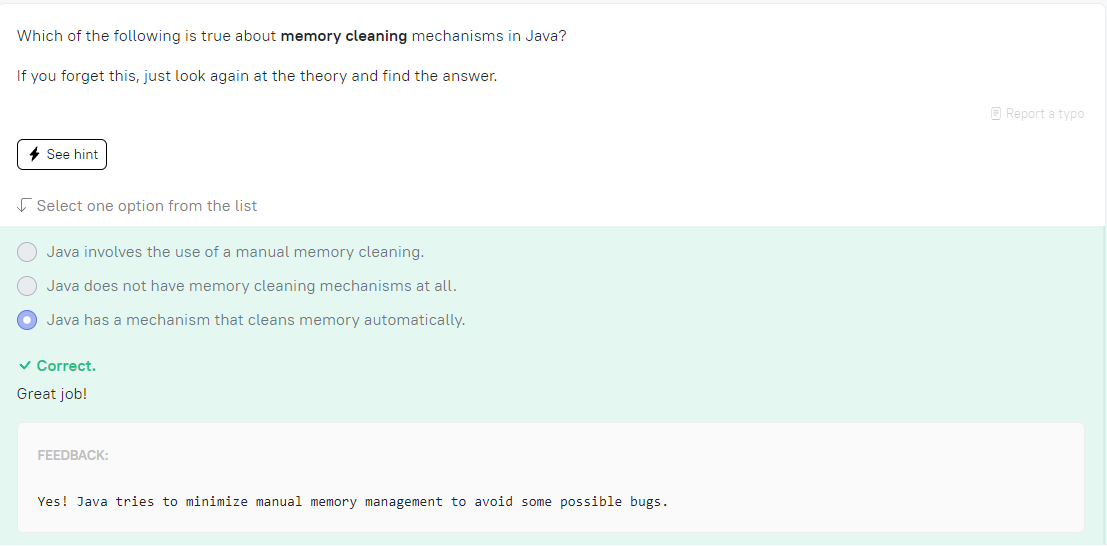 Which of the following is true about memory cleaning mechanisms in Java?
If you forget this, just look again at the theory and find the answer.
Report a typo
See hint
Select one option from the list
Java involves the use of a manual memory cleaning.
Java does not have memory cleaning mechanisms at all.
Java has a mechanism that cleans memory automatically.
Correct.
Great job!
FEEDBACK:
Yes! Java tries to minimize manual memory management to avoid some possible bugs.